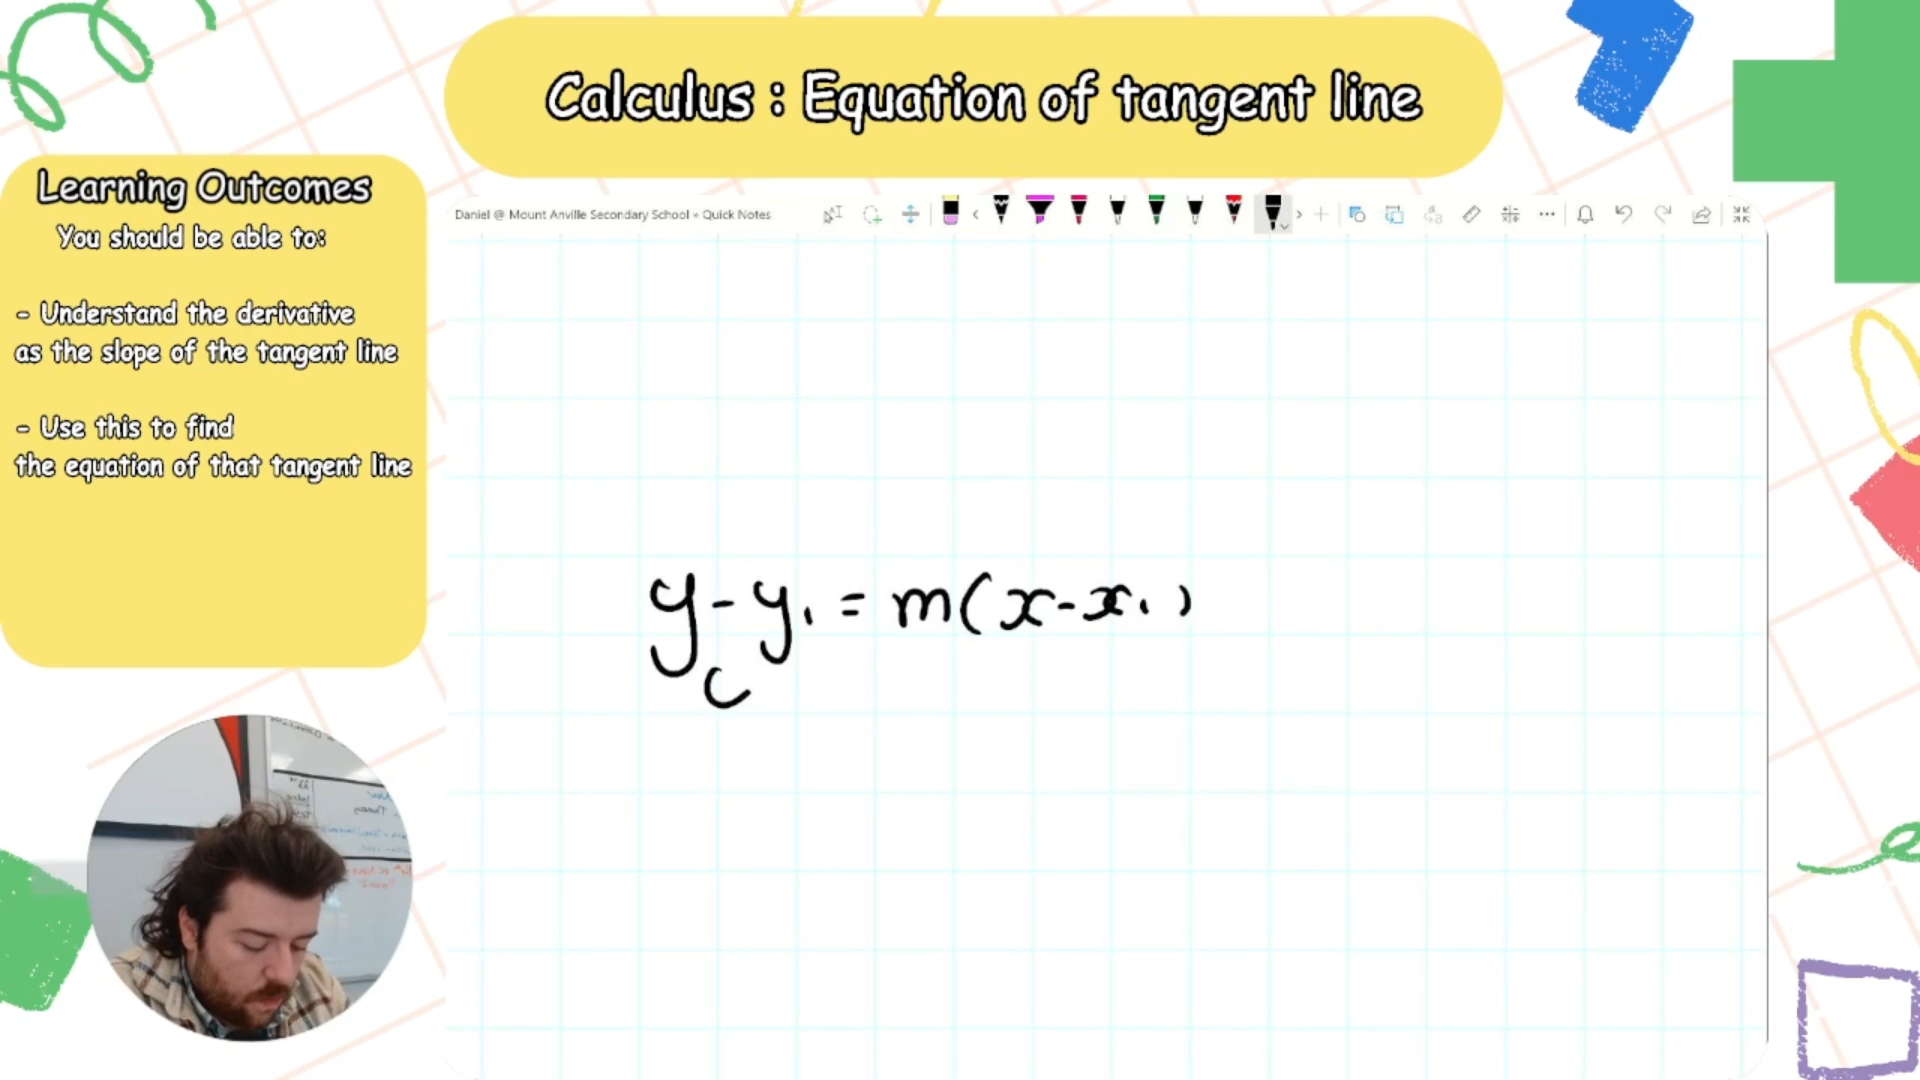 Calculus : Equation of tangent line
Learning Outcomes
You should be able to:
- Understand the derivative
as the slope of the tangent line
- Use this to find
the equation of that tangent line
Daniel @ Mount Anville Secondary School » Quick Notes
y - y₁ = m(x - x₁)
C